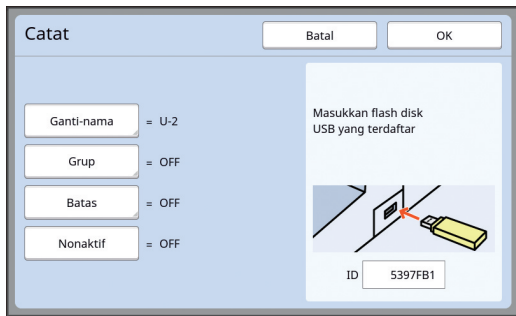 Catat
Batal
OK
Ganti-nama = U-2
Grup = OFF
Batas = OFF
Nonaktif = OFF
Masukkan flash disk
USB yang terdaftar
ID 5397FB1